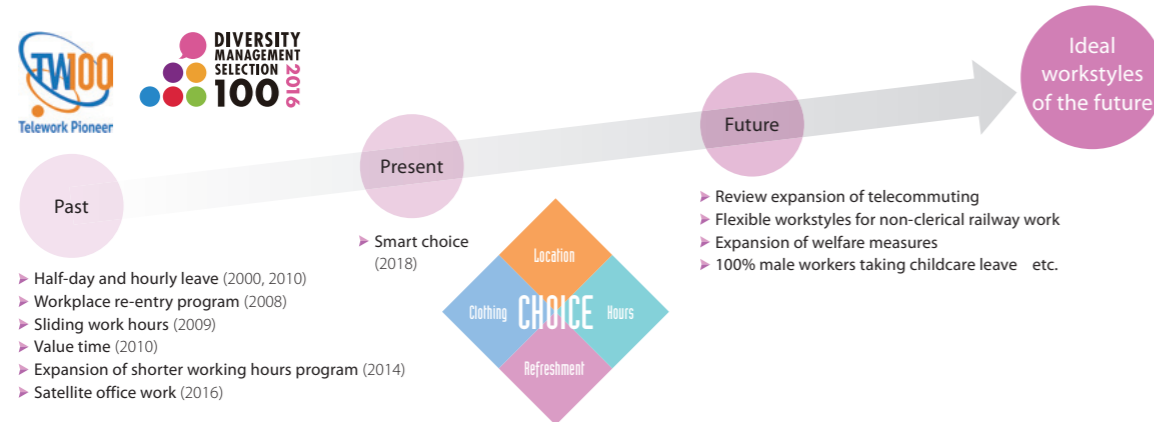 TW100
Telework Pioneer
DIVERSITY
MANAGEMENT
SELECTION
100
2016
Ideal
workstyles
of the future
Future
Present
Past
➤ Half-day and hourly leave (2000, 2010)
➤ Workplace re-entry program (2008)
➤ Sliding work hours (2009)
➤ Value time (2010)
➤ Expansion of shorter working hours program (2014)
➤ Satellite office work (2016)
➤ Smart choice
(2018)
Location
Clothing
CHOICE
Hours
Refreshment
➤ Review expansion of telecommuting
➤ Flexible workstyles for non-clerical railway work
➤ Expansion of welfare measures
➤ 100% male workers taking childcare leave etc.